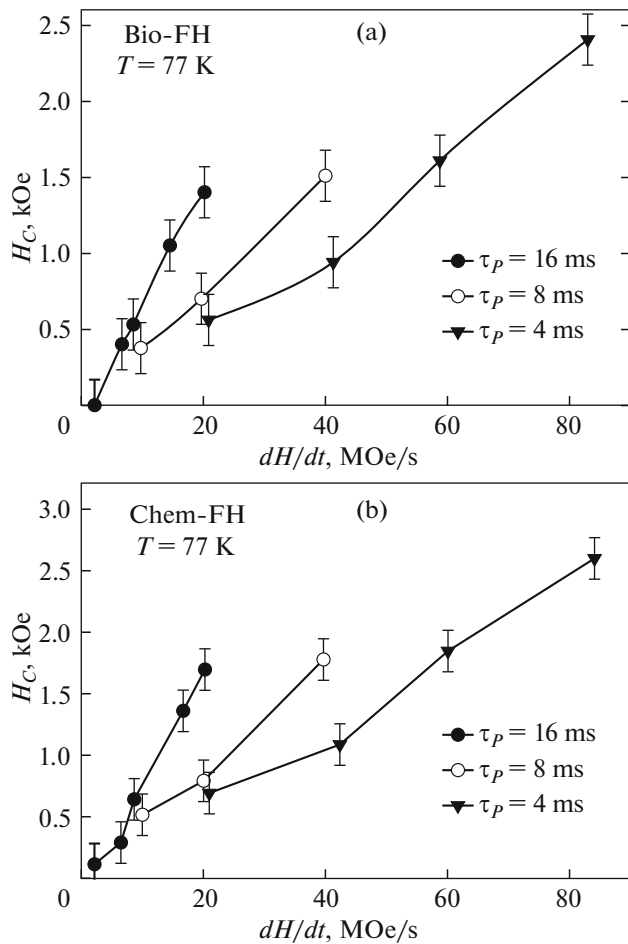 2.5
2.0
1.5
1.0
0.5
0
H_C, kOe
Bio-FH
T = 77 K
(a)
τ_P = 16 ms
τ_P = 8 ms
τ_P = 4 ms
20
40
60
80
dH/dt, MOe/s
3.0
2.5
2.0
1.5
1.0
0.5
0
H_C, kOe
Chem-FH
T = 77 K
(b)
τ_P = 16 ms
τ_P = 8 ms
τ_P = 4 ms
20
40
60
80
dH/dt, MOe/s